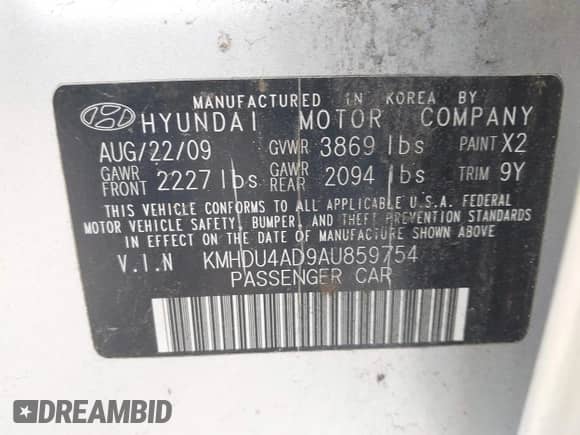 MANUFACTURED IN KOREA BY
HYUNDAI MOTOR COMPANY
AUG/22/09 GVWR 3869 lbs PAINT X2
GAWR FRONT 2227 lbs GAWR REAR 2094 lbs TRIM 9Y
THIS VEHICLE CONFORMS TO ALL APPLICABLE U.S.A. FEDERAL
MOTOR VEHICLE SAFETY, BUMPER, AND THEFT PREVENTION STANDARDS
IN EFFECT ON THE DATE OF MANUFACTURE SHOWN ABOVE
V.I.N KMHDU4AD9AU859754
PASSENGER CAR
DREAMBID